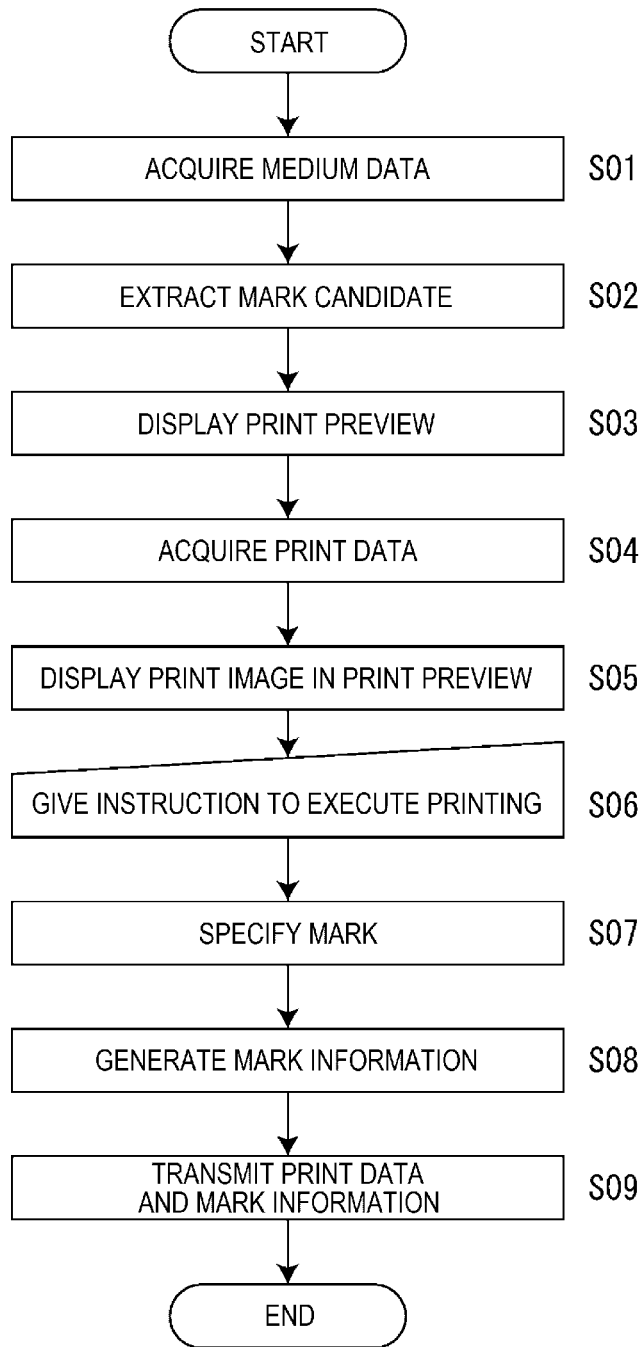 START
ACQUIRE MEDIUM DATA S01
EXTRACT MARK CANDIDATE S02
DISPLAY PRINT PREVIEW S03
ACQUIRE PRINT DATA S04
DISPLAY PRINT IMAGE IN PRINT PREVIEW S05
GIVE INSTRUCTION TO EXECUTE PRINTING S06
SPECIFY MARK S07
GENERATE MARK INFORMATION S08
TRANSMIT PRINT DATA
AND MARK INFORMATION S09
END